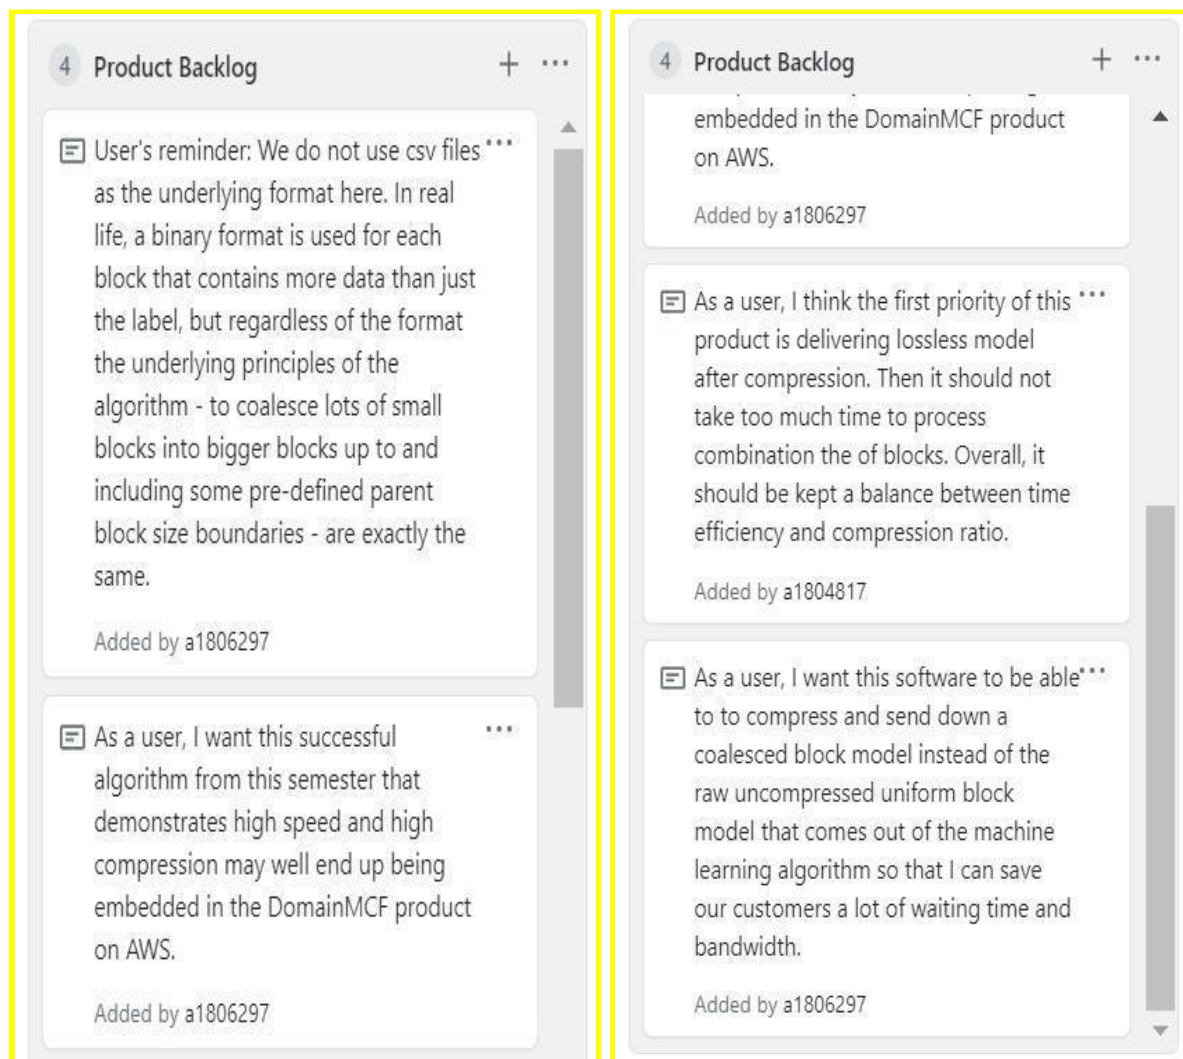 4 Product Backlog + ...
User's reminder: We do not use csv files ...
as the underlying format here. In real
life, a binary format is used for each
block that contains more data than just
the label, but regardless of the format
the underlying principles of the
algorithm - to coalesce lots of small
blocks into bigger blocks up to and
including some pre-defined parent
block size boundaries - are exactly the
same.
Added by a1806297
As a user, I want this successful ...
algorithm from this semester that
demonstrates high speed and high
compression may well end up being
embedded in the DomainMCF product
on AWS.
Added by a1806297
4 Product Backlog + ...
embedded in the DomainMCF product
on AWS.
Added by a1806297
As a user, I think the first priority of this ...
product is delivering lossless model
after compression. Then it should not
take too much time to process
combination the of blocks. Overall, it
should be kept a balance between time
efficiency and compression ratio.
Added by a1804817
As a user, I want this software to be able ...
to to compress and send down a
coalesced block model instead of the
raw uncompressed uniform block
model that comes out of the machine
learning algorithm so that I can save
our customers a lot of waiting time and
bandwidth.
Added by a1806297